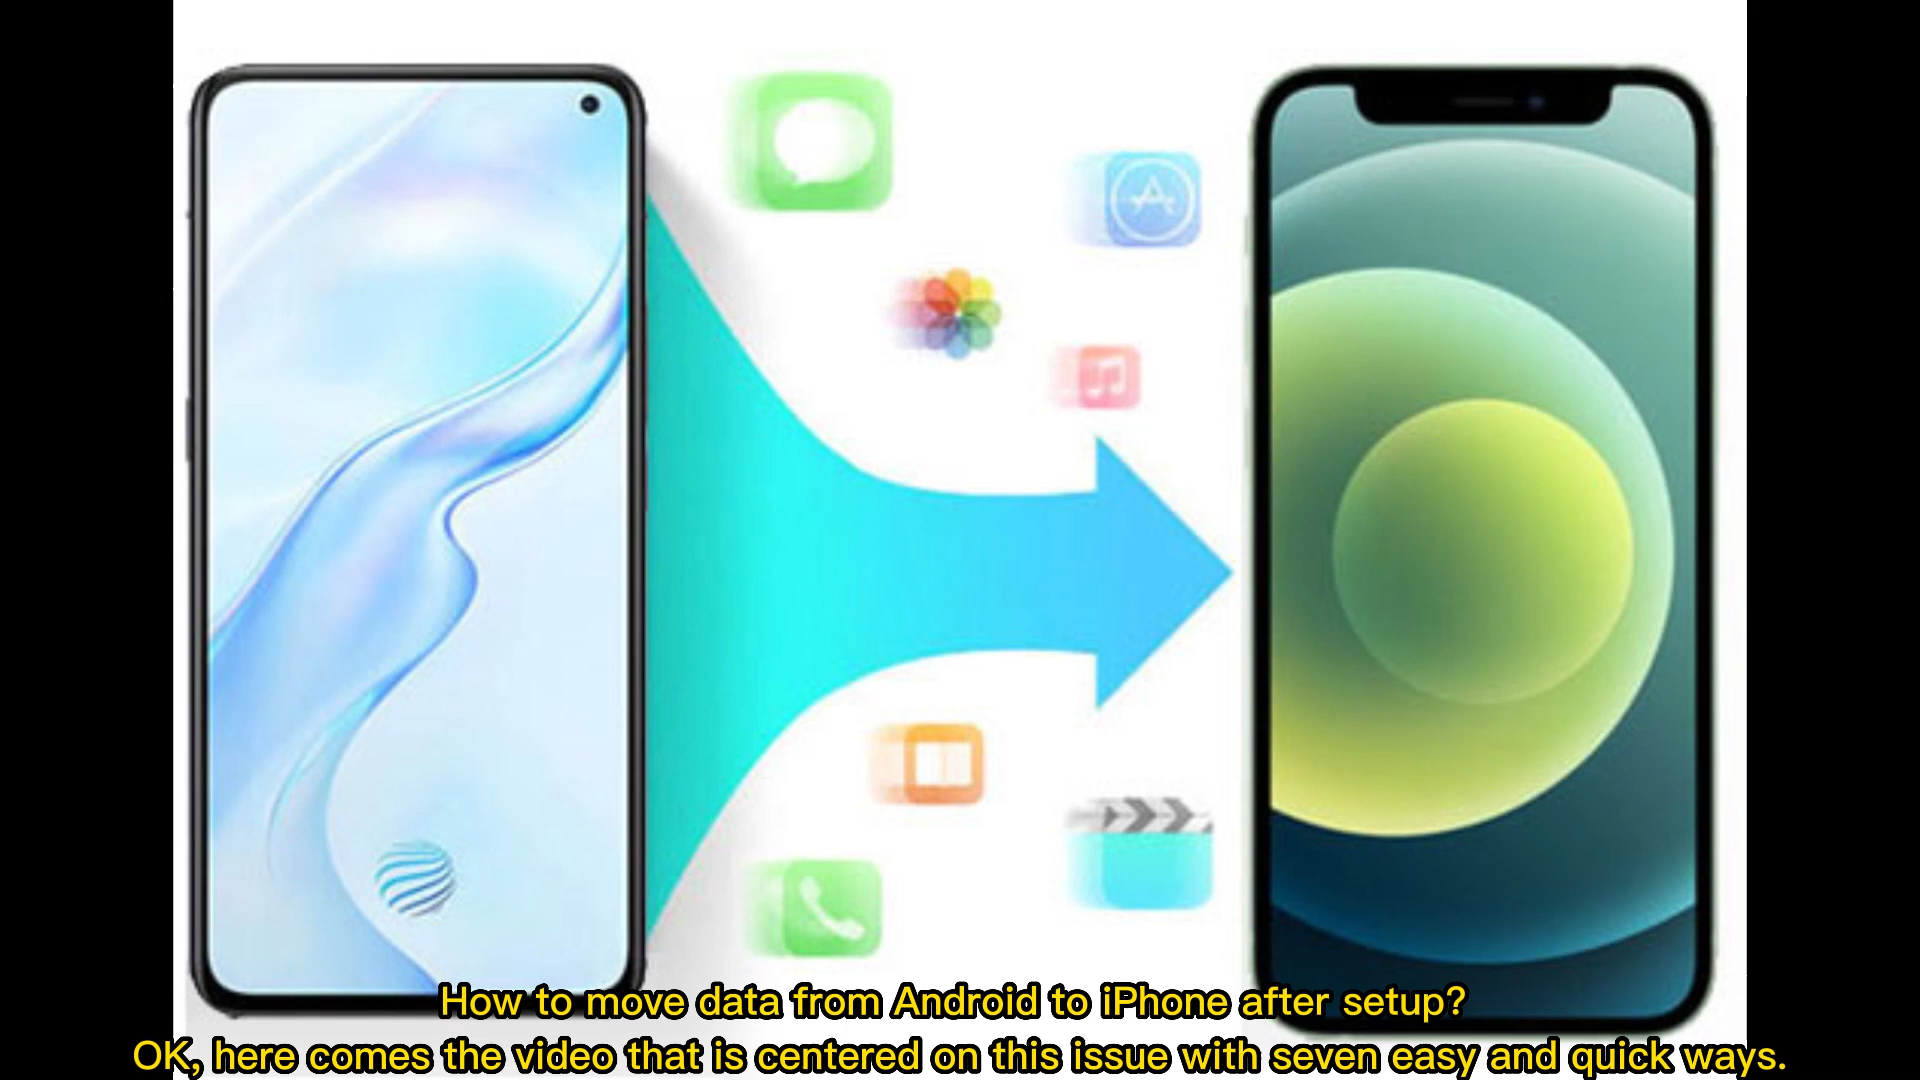 How to move data from Android to iPhone after setup?
OK, here comes the video that is centered on this issue with seven easy and quick ways.